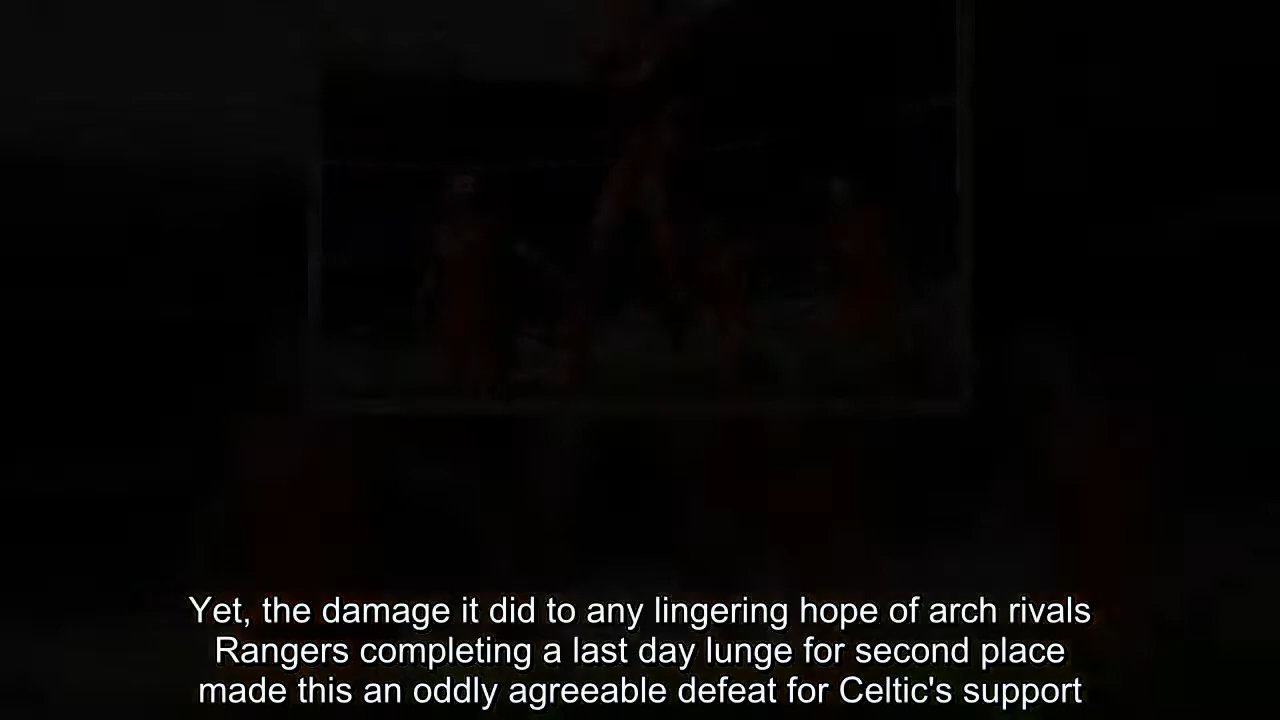 Yet, the damage it did to any lingering hope of arch rivals
Rangers completing a last day lunge for second place
made this an oddly agreeable defeat for Celtic's support